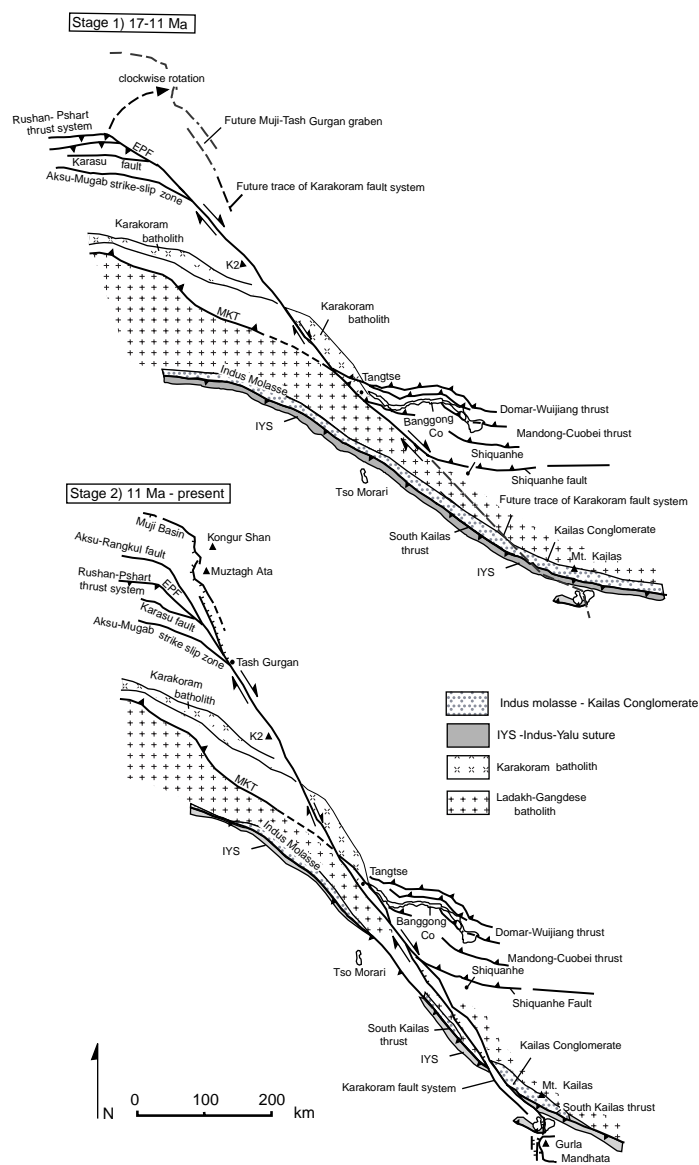 Stage 1) 17-11 Ma
clockwise rotation
Rushan- Pshart
thrust system
Future Muji-Tash Gurgan graben
EPF
Karasu fault
Aksu-Mugab strike-slip zone
Future trace of Karakoram fault system
Karakoram
batholith
K2
MKT
Karakoram
batholith
Tangtse
Indus Molasse
IYS
Banggong
Co
Domar-Wuijiang thrust
Mandong-Cuobei thrust
Shiquanhe
Shiquanhe fault
Tso Morari
Future trace of Karakoram fault system
South Kailas
thrust
Kailas Conglomerate
IYS
Mt. Kailas
Stage 2) 11 Ma - present
Muji Basin
Kongur Shan
Aksu-Rangkul fault
Muztagh Ata
Rushan-Pshart
thrust system
EPF
Karasu fault
Aksu-Mugab strike slip zone
Tash Gurgan
Karakoram
batholith
K2
MKT
Indus molasse - Kailas Conglomerate
IYS -Indus-Yalu suture
Karakoram batholith
Ladakh-Gangdese
batholith
Indus Molasse
IYS
Tangtse
Banggong
Co
Domar-Wuijiang thrust
Mandong-Cuobei thrust
Shiquanhe
Shiquanhe Fault
Tso Morari
South Kailas
thrust
IYS
Kailas Conglomerate
Karakoram fault system
Mt. Kailas
South Kailas thrust
Gurla
Mandhata
N
0 100 200 km